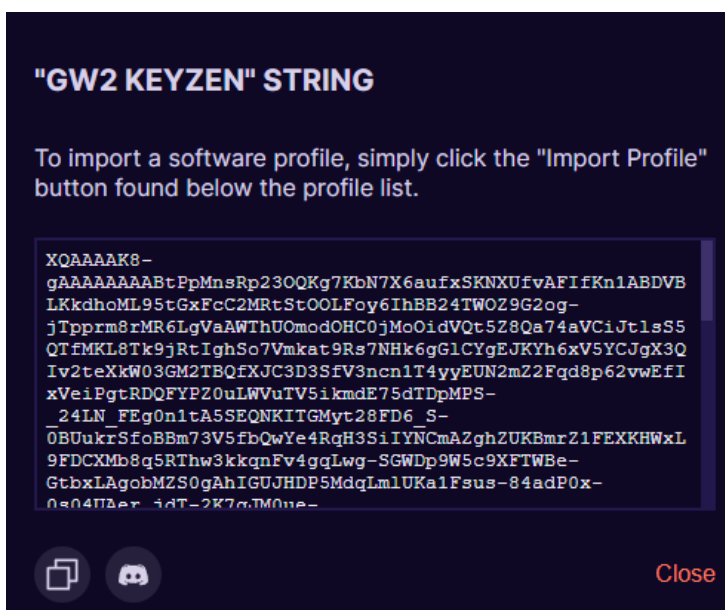 "GW2 KEYZEN" STRING
To import a software profile, simply click the "Import Profile"
button found below the profile list.
XQAAAAK8-
gAAAAAAAABtPpMnsRp23OQKg7KbN7X6aufxSKNXUfvAFIfKn1ABDVB
LKkdhoML95tGxFcC2MRtStOOLFoy6IhBB24TWOZ9G2og-
jTpprm8rMR6LgVaAWThUOmodOHC0jMoOidVQt5Z8Qa74aVCiJtlsS5
QTfMKL8Tk9jRtIghSo7Vmkat9Rs7NHk6gGlCYgEJKYh6xV5YCJgX3Q
Iv2teXkW03GM2TBQfXJC3D3SfV3ncn1T4yyEUN2mZ2Fqd8p62vwEfI
xVeiPgtRDQFYPZ0uLWVuTV5ikmdE75dTDpMPS-
_24LN_FEg0n1tA5SEQNKITGMyt28FD6_S-
0BUukrSfoBBm73V5fbQwYe4RgH3SiIYNCmAZghZUKBmrZ1FEXKHWxL
9FDCXMb8q5RThw3kkqnFv4gqLwg-SGWDp9W5c9XFTWBe-
GtbxLAgobMZS0gAhIGUJHDP5MdqLmlUKa1Fsus-84adP0x-
Close